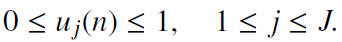 0 ≤ u_j(n) ≤ 1, 1 ≤ j ≤ J.